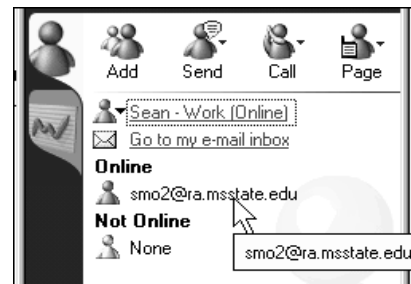 Add Send Call Page
Sean - Work (Online)
Go to my e-mail inbox
Online
smo2@ra.msstate.edu
Not Online
None
smo2@ra.msstate.edu